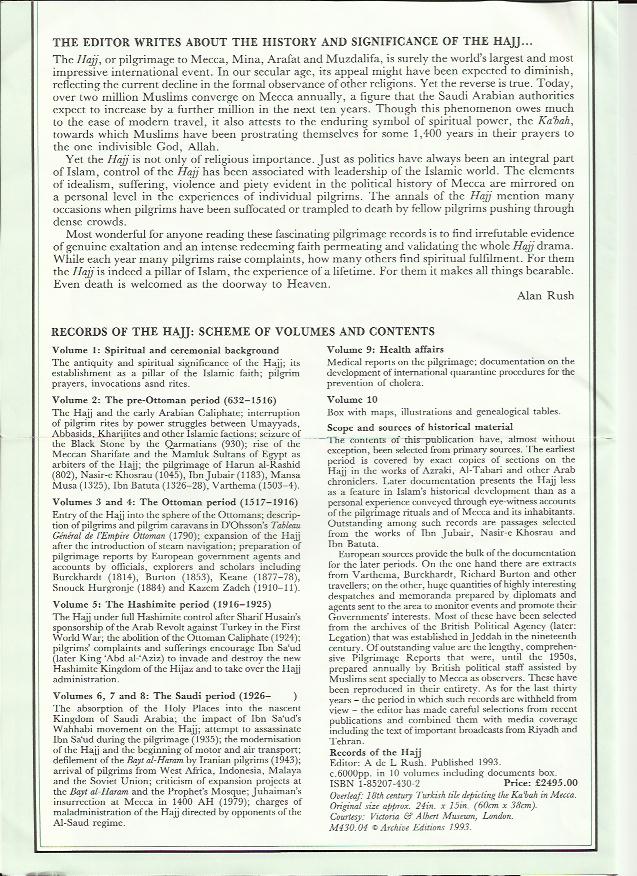 THE EDITOR WRITES ABOUT THE HISTORY AND SIGNIFICANCE OF THE HAJJ...
The Hajj, or pilgrimage to Mecca, Mina, Arafat and Muzdalifa, is surely the world's largest and most
impressive international event. In our secular age, its appeal might have been expected to diminish,
reflecting the current decline in the formal observance of other religions. Yet the reverse is true. Today,
over two million Muslims converge on Mecca annually, a figure that the Saudi Arabian authorities
expect to increase by a further million in the next ten years. Though this phenomenon owes much
to the ease of modern travel, it also attests to the enduring symbol of spiritual power, the Ka'bah,
towards which Muslims have been prostrating themselves for some 1,400 years in their prayers to
the one indivisible God, Allah.
Yet the Hajj is not only of religious importance. Just as politics have always been an integral part
of Islam, control of the Hajj has been associated with leadership of the Islamic world. The elements
of idealism, suffering, violence and piety evident in the political history of Mecca are mirrored on
a personal level in the experiences of individual pilgrims. The annals of the Hajj mention many
occasions when pilgrims have been suffocated or trampled to death by fellow pilgrims pushing through
dense crowds.
Most wonderful for anyone reading these fascinating pilgrimage records is to find irrefutable evidence
of genuine exaltation and an intense redeeming faith permeating and validating the whole Hajj drama.
While each year many pilgrims raise complaints, how many others find spiritual fulfilment. For them
the Hajj is indeed a pillar of Islam, the experience of a lifetime. For them it makes all things bearable.
Even death is welcomed as the doorway to Heaven.
Alan Rush
RECORDS OF THE HAJJ: SCHEME OF VOLUMES AND CONTENTS
Volume 1: Spiritual and ceremonial background
The antiquity and spiritual significance of the Hajj; its
establishment as a pillar of the Islamic faith; pilgrim
prayers, invocations asnd rites.
Volume 2: The pre-Ottoman period (632–1516)
The Hajj and the early Arabian Caliphate; interruption
of pilgrim rites by power struggles between Umayyads,
Abbasids, Kharijites and other Islamic factions; seizure of
the Black Stone by the Qarmatians (930); rise of the
Meccan Sharifate and the Mamluk Sultans of Egypt as
arbiters of the Hajj; the pilgrimage of Harun al-Rashid
(802), Nasir-e Khosrau (1045), Ibn Jubair (1183), Mansa
Musa (1325), Ibn Batuta (1326–28), Varthema (1503–4).
Volumes 3 and 4: The Ottoman period (1517–1916)
Entry of the Hajj into the sphere of the Ottomans; descrip-
tion of pilgrims and pilgrim caravans in D'Ohsson's Tableau
Général de l'Empire Ottoman (1790); expansion of the Hajj
after the introduction of steam navigation; preparation of
pilgrimage reports by European government agents and
accounts by officials, explorers and scholars including
Burckhardt (1814), Burton (1853), Keane (1877–78),
Snouck Hurgronje (1884) and Kazem Zadeh (1910–11).
Volume 5: The Hashimite period (1916–1925)
The Hajj under Hashimite control after Sharif Husain's
sponsorship of the Arab Revolt against Turkey in the First
World War; the abolition of the Ottoman Caliphate (1924);
pilgrims' complaints and sufferings encourage Ibn Sa'ud
(later King 'Abd al-'Aziz) to invade and destroy the new
Hashimite Kingdom of the Hijaz and to take over the Hajj
administration.
Volumes 6, 7 and 8: The Saudi period (1926– )
The absorption of the Holy Places into the nascent
Kingdom of Saudi Arabia; the impact of Ibn Sa'ud's
Wahhabi movement on the Hajj; attempt to assassinate
Ibn Sa'ud during the pilgrimage (1935); the modernisation
of the Hajj and the beginning of motor and air transport;
defilement of the Bayt al-Haram by Iranian pilgrims (1943);
arrival of pilgrims from West Africa, Indonesia, Malaya
and the Soviet Union; criticism of expansion projects at
the Bayt al-Haram and the Prophet's Mosque; Juhaiman's
insurrection at Mecca in 1400 AH (1979); charges of
maladministration of the Hajj directed by opponents of the
Al-Saud regime.
Volume 9: Health affairs
Medical reports on the pilgrimage; documentation on the
development of international quarantine procedures for the
prevention of cholera.
Volume 10
Box with maps, illustrations and genealogical tables.
Scope and sources of historical material
The contents of this publication have, almost without
exception, been selected from primary sources. The earliest
period is covered by exact copies of sections on the
Hajj in the works of Azraki, Al-Tabari and other Arab
chroniclers. Later documentation presents the Hajj less
as a feature in Islam's historical development than as a
personal experience conveyed through eye-witness accounts
of the pilgrimage rituals and of Mecca and its inhabitants.
Outstanding among such records are passages selected
from the works of Ibn Jubair, Nasir-e Khosrau and
Ibn Batuta.
European sources provide the bulk of the documentation
for the later periods. On the one hand there are extracts
from Varthema, Burckhardt, Richard Burton and other
travellers; on the other, huge quantities of highly interesting
despatches and memoranda prepared by diplomats and
agents sent to the area to monitor events and promote their
Governments' interests. Most of these have been selected
from the archives of the British Political Agency (later:
Legation) that was established in Jeddah in the nineteenth
century. Of outstanding value are the lengthy, comprehen-
sive Pilgrimage Reports that were, until the 1950s,
prepared annually by British political staff assisted by
Muslims sent specially to Mecca as observers. These have
been reproduced in their entirety. As for the last thirty
years – the period in which such records are withheld from
view – the editor has made careful selections from recent
publications and combined them with media coverage
including the text of important broadcasts from Riyadh and
Tehran.
Records of the Hajj
Editor: A de L Rush. Published 1993.
c.6000pp. in 10 volumes including documents box.
ISBN 1-85207-430-2 Price: £2495.00
Overleaf: 18th century Turkish tile depicting the Ka'bah in Mecca.
Original size approx. 24in. x 15in. (60cm x 38cm).
Courtesy: Victoria & Albert Museum, London.
M430.04 © Archive Editions 1993.